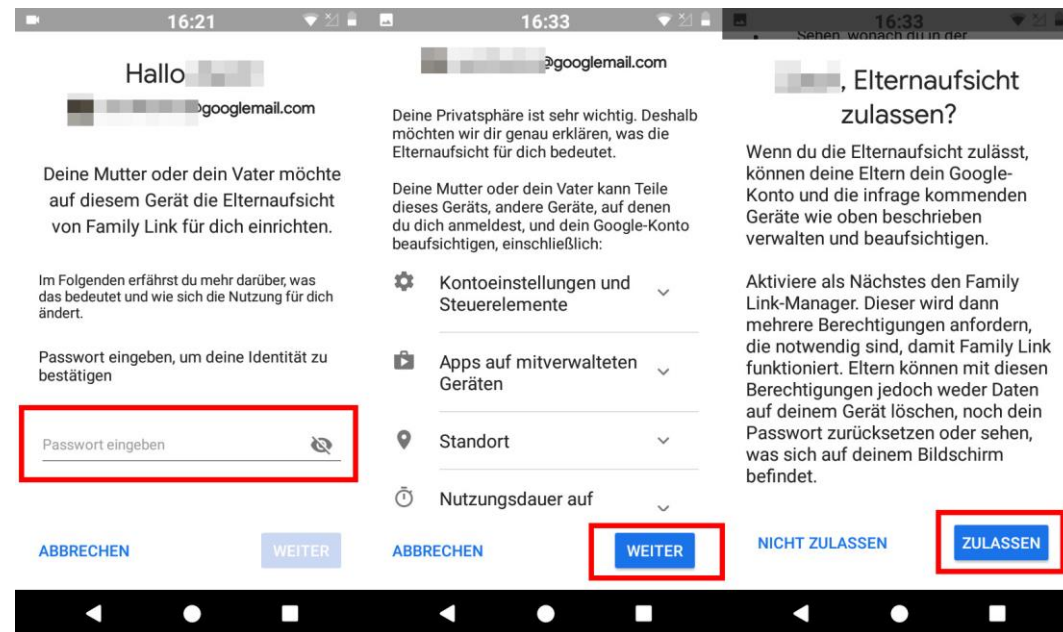 16:21
Hallo
@googlemail.com
Deine Mutter oder dein Vater möchte
auf diesem Gerät die Elternaufsicht
von Family Link für dich einrichten.
Im Folgenden erfährst du mehr darüber, was
das bedeutet und wie sich die Nutzung für dich
ändert.
Passwort eingeben, um deine Identität zu
bestätigen
Passwort eingeben
ABBRECHEN
WEITER
16:33
@googlemail.com
Deine Privatsphäre ist sehr wichtig. Deshalb
möchten wir dir genau erklären, was die
Elternaufsicht für dich bedeutet.
Deine Mutter oder dein Vater kann Teile
dieses Geräts, andere Geräte, auf denen
du dich anmeldest, und dein Google-Konto
beaufsichtigen, einschließlich:
Kontoeinstellungen und
Steuerelemente
Apps auf mitverwalteten
Geräten
Standort
Nutzungsdauer auf
ABBRECHEN
WEITER
16:33
Sehen, wonach du in der
, Elternaufsicht
zulassen?
Wenn du die Elternaufsicht zulässt,
können deine Eltern dein Google-
Konto und die infrage kommenden
Geräte wie oben beschrieben
verwalten und beaufsichtigen.
Aktiviere als Nächstes den Family
Link-Manager. Dieser wird dann
mehrere Berechtigungen anfordern,
die notwendig sind, damit Family Link
funktioniert. Eltern können mit diesen
Berechtigungen jedoch weder Daten
auf deinem Gerät löschen, noch dein
Passwort zurücksetzen oder sehen,
was sich auf deinem Bildschirm
befindet.
NICHT ZULASSEN
ZULASSEN